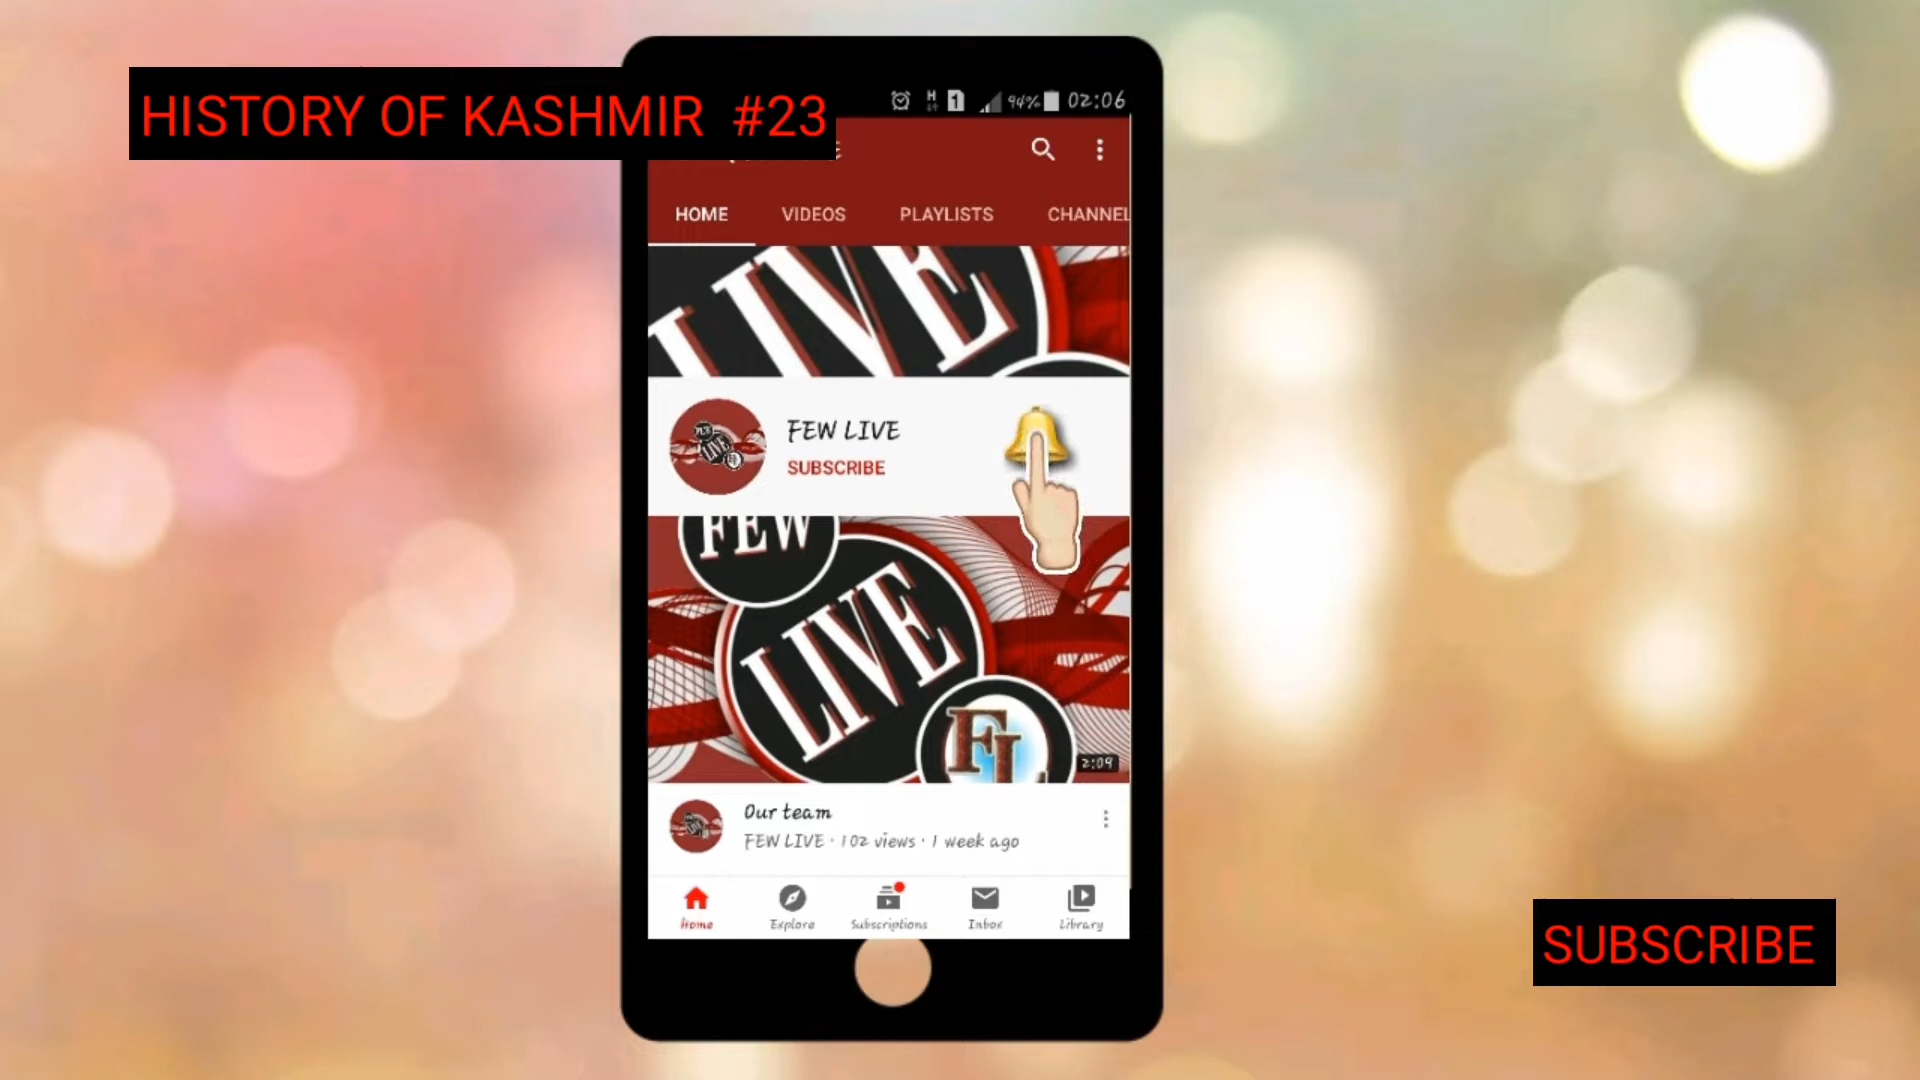 HISTORY OF KASHMIR #23
94% 02:06
HOME VIDEOS PLAYLISTS CHANNEL
LIVE
FEW LIVE
SUBSCRIBE
FEW
LIVE
FL
2:09
Our team
FEW LIVE · 102 views · 1 week ago
Home Explore Subscriptions Inbox Library
SUBSCRIBE